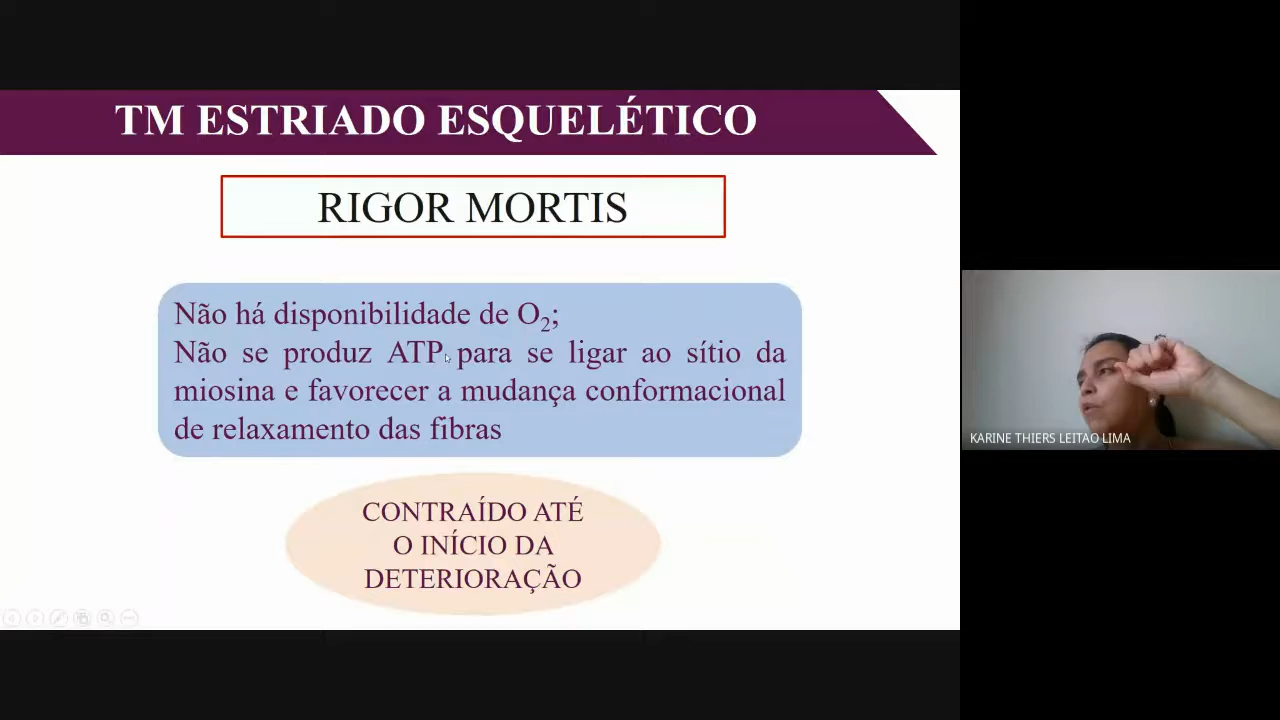 TM ESTRIADO ESQUELÉTICO
RIGOR MORTIS
Não há disponibilidade de O₂;
Não se produz ATP para se ligar ao sítio da
miosina e favorecer a mudança conformacional
de relaxamento das fibras
CONTRAÍDO ATÉ
O INÍCIO DA
DETERIORAÇÃO
KARINE THIERS LEITAO LIMA